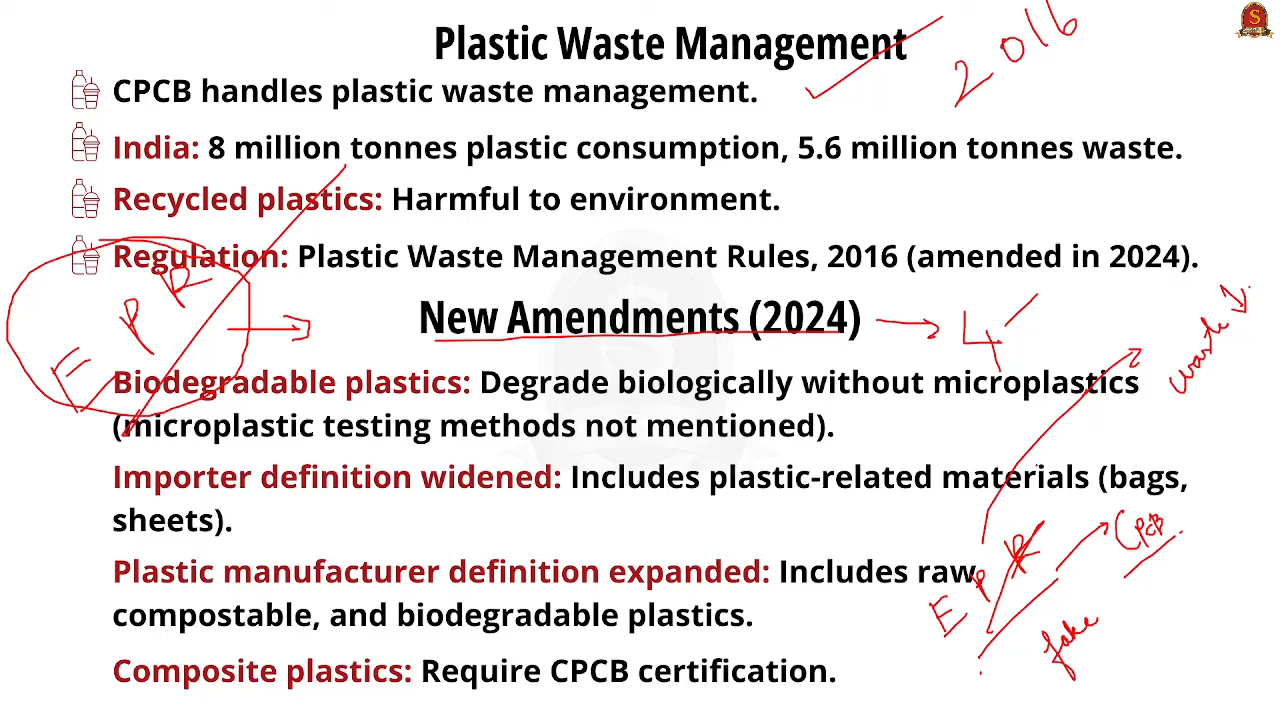 Plastic Waste Management
2016
CPCB handles plastic waste management.
India: 8 million tonnes plastic consumption, 5.6 million tonnes waste.
Recycled plastics: Harmful to environment.
Regulation: Plastic Waste Management Rules, 2016 (amended in 2024).
EPR
New Amendments (2024)
4
waste
Biodegradable plastics: Degrade biologically without microplastics
(microplastic testing methods not mentioned).
Importer definition widened: Includes plastic-related materials (bags,
sheets).
CPCB
Plastic manufacturer definition expanded: Includes raw,
compostable, and biodegradable plastics.
EPR
fake
Composite plastics: Require CPCB certification.